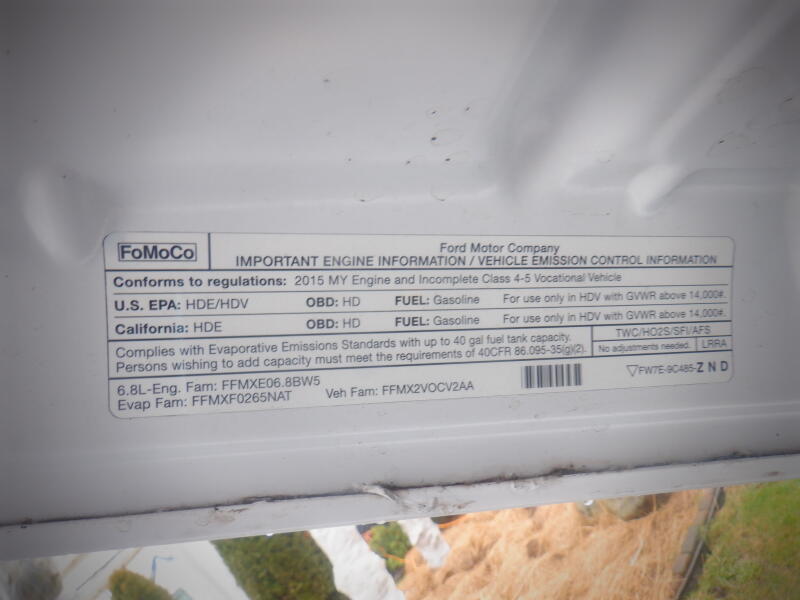 FoMoCo
Ford Motor Company
IMPORTANT ENGINE INFORMATION / VEHICLE EMISSION CONTROL INFORMATION
Conforms to regulations: 2015 MY Engine and Incomplete Class 4-5 Vocational Vehicle
U.S. EPA: HDE/HDV OBD: HD FUEL: Gasoline For use only in HDV with GVWR above 14,000#.
California: HDE OBD: HD FUEL: Gasoline For use only in HDV with GVWR above 14,000#.
Complies with Evaporative Emissions Standards with up to 40 gal fuel tank capacity.
Persons wishing to add capacity must meet the requirements of 40CFR 86.095-35(g)(2).
TWC/HO2S/SFI/AFS
No adjustments needed. LRRA
6.8L-Eng. Fam: FFMXE06.8BW5
Evap Fam: FFMXF0265NAT
Veh Fam: FFMX2VOCV2AA
▽FW7E-9C485-Z N D